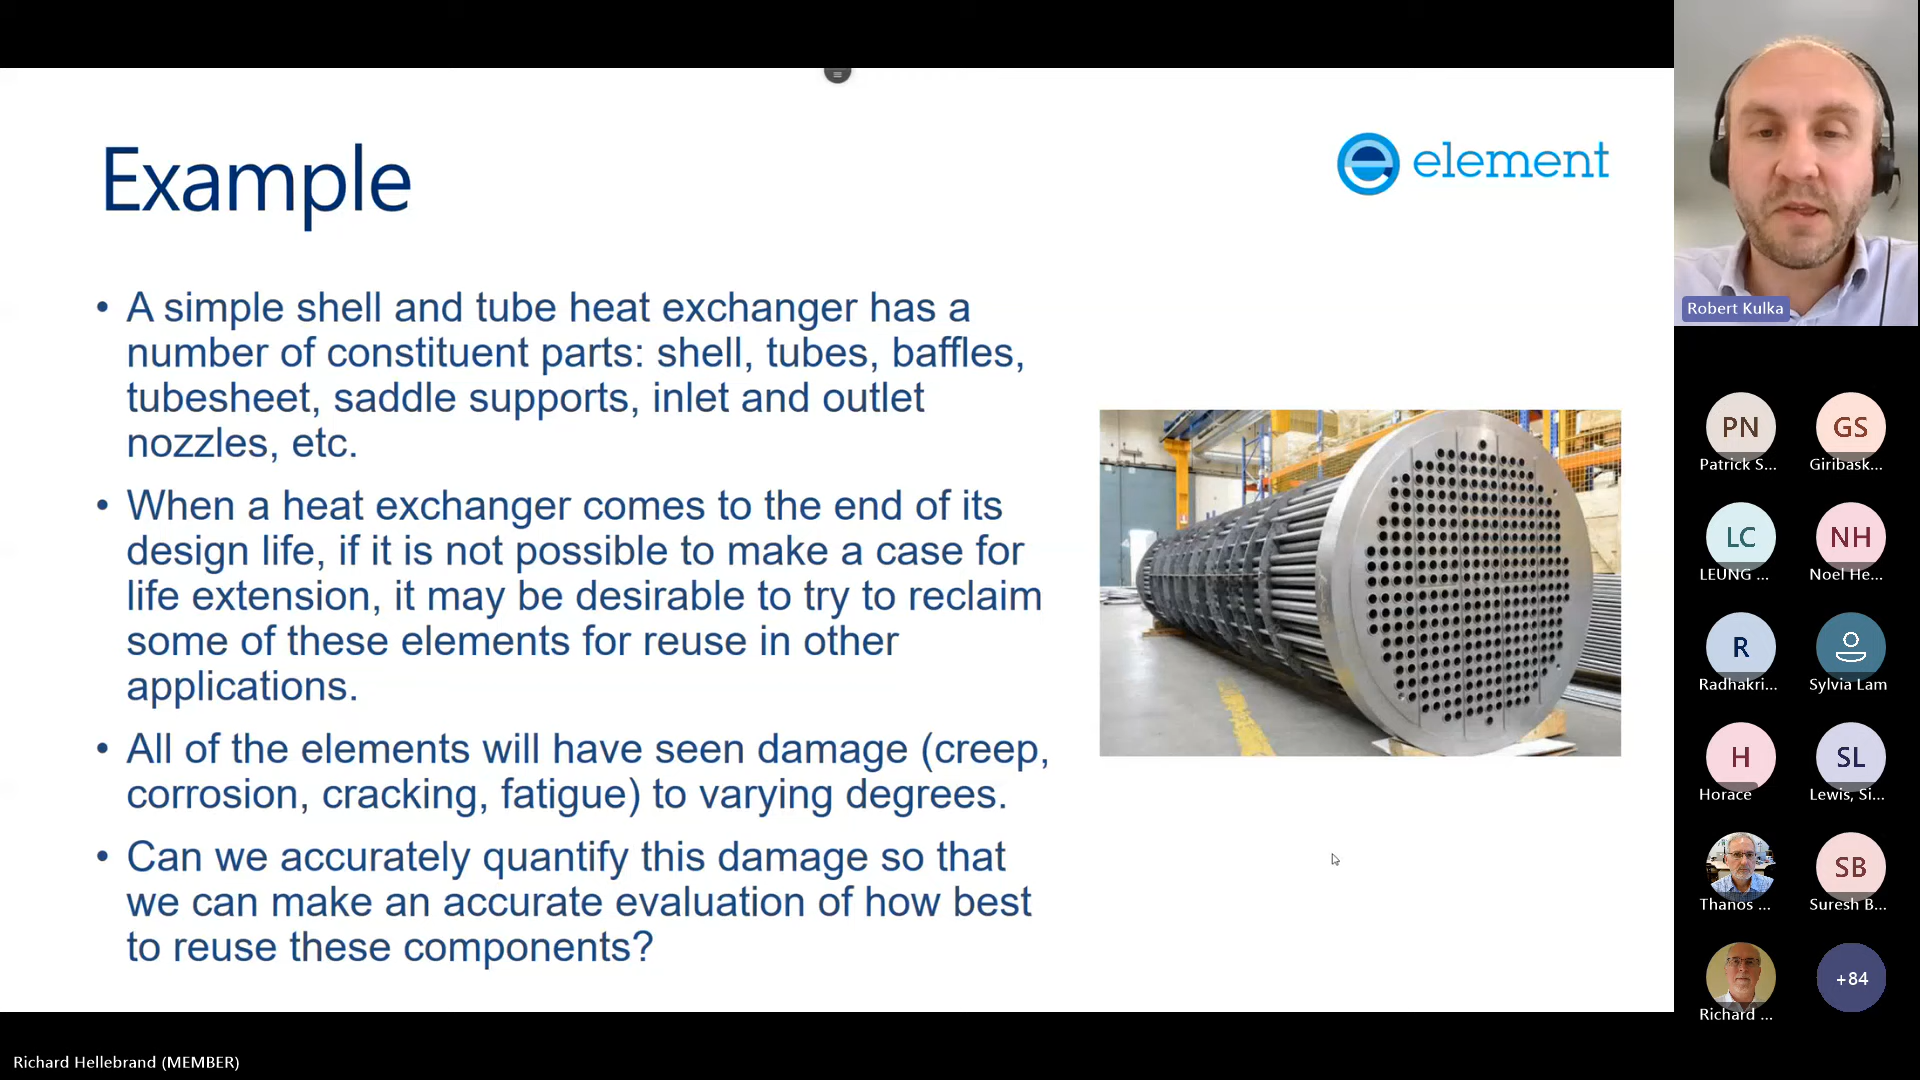 Example
element
• A simple shell and tube heat exchanger has a
number of constituent parts: shell, tubes, baffles,
tubesheet, saddle supports, inlet and outlet
nozzles, etc.
• When a heat exchanger comes to the end of its
design life, if it is not possible to make a case for
life extension, it may be desirable to try to reclaim
some of these elements for reuse in other
applications.
• All of the elements will have seen damage (creep,
corrosion, cracking, fatigue) to varying degrees.
• Can we accurately quantify this damage so that
we can make an accurate evaluation of how best
to reuse these components?
Robert Kulka
PN
Patrick S...
GS
Giribask...
LC
LEUNG ...
NH
Noel He...
R
Radhakri...
Sylvia Lam
H
Horace
SL
Lewis, Si...
Thanos ...
SB
Suresh B...
Richard ...
+84
Richard Hellebrand (MEMBER)